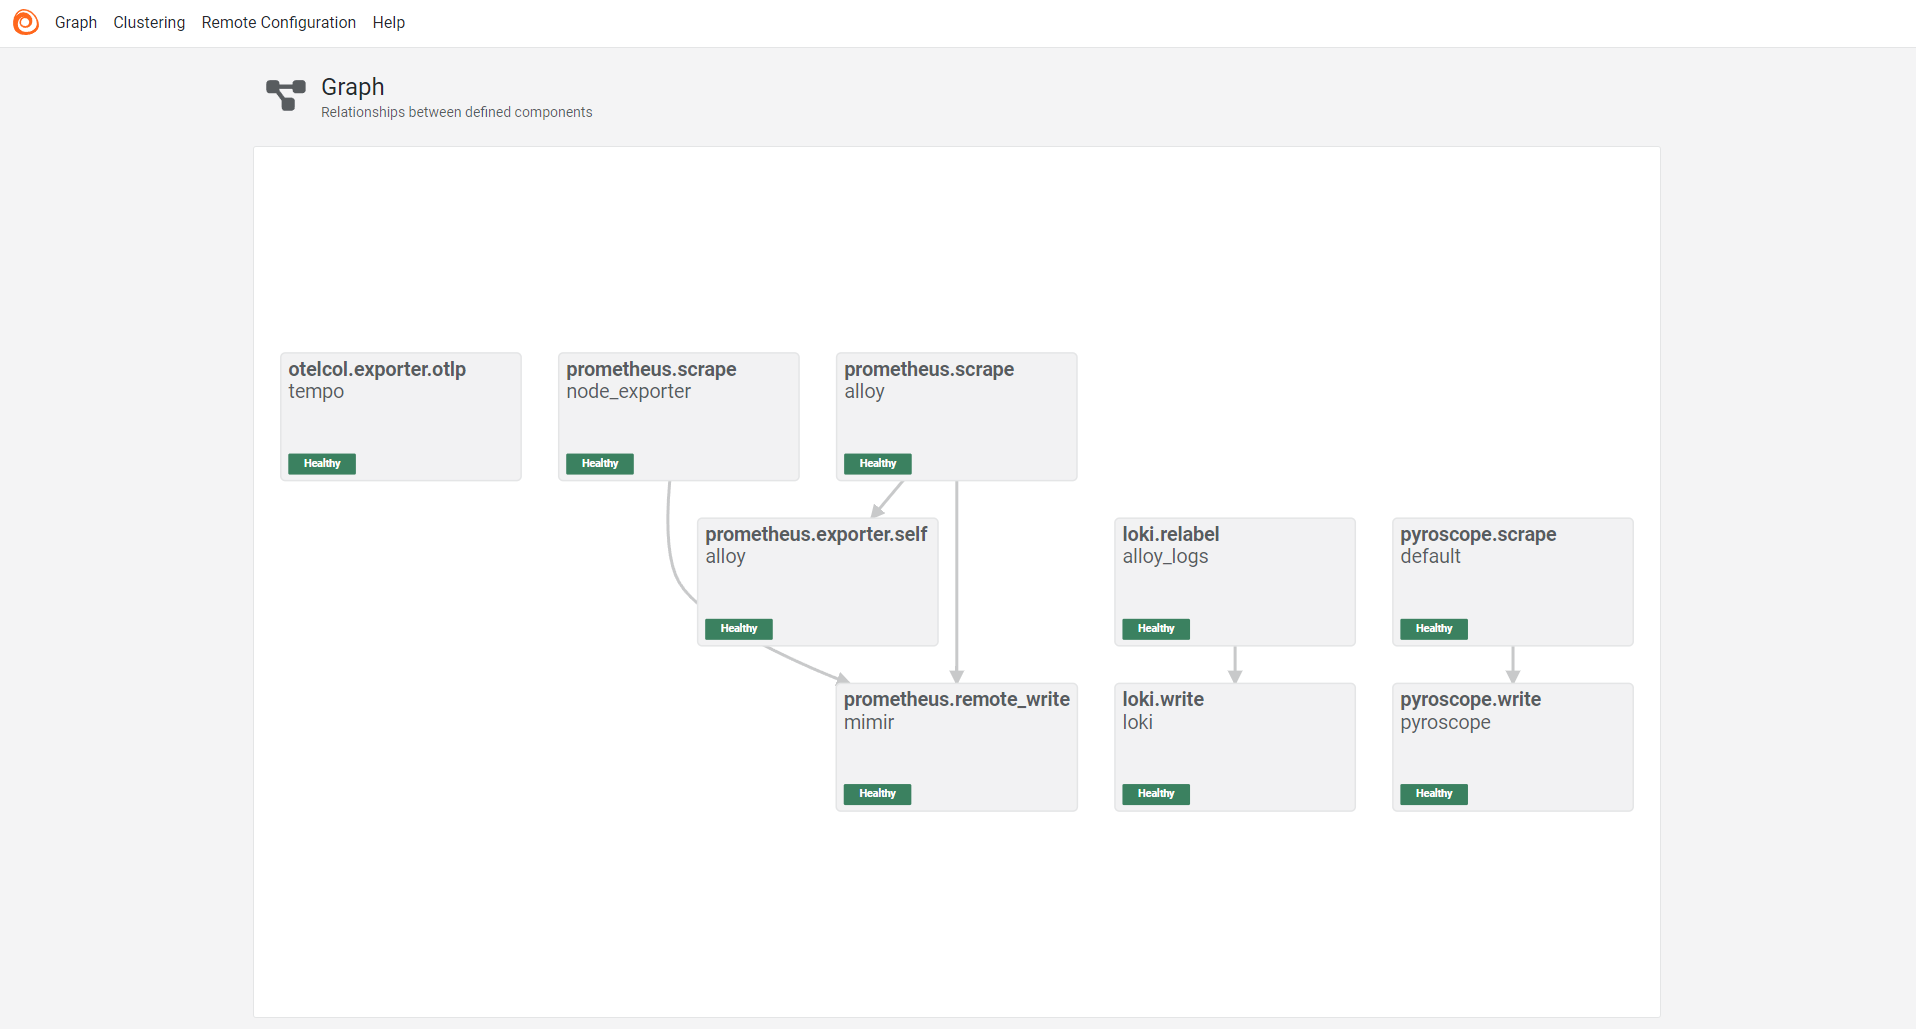 Graph Clustering Remote Configuration Help
Graph
Relationships between defined components
otelcol.exporter.otlp
tempo
Healthy
prometheus.scrape
node_exporter
Healthy
prometheus.scrape
alloy
Healthy
prometheus.exporter.self
alloy
Healthy
loki.relabel
alloy_logs
Healthy
pyroscope.scrape
default
Healthy
prometheus.remote_write
mimir
Healthy
loki.write
loki
Healthy
pyroscope.write
pyroscope
Healthy